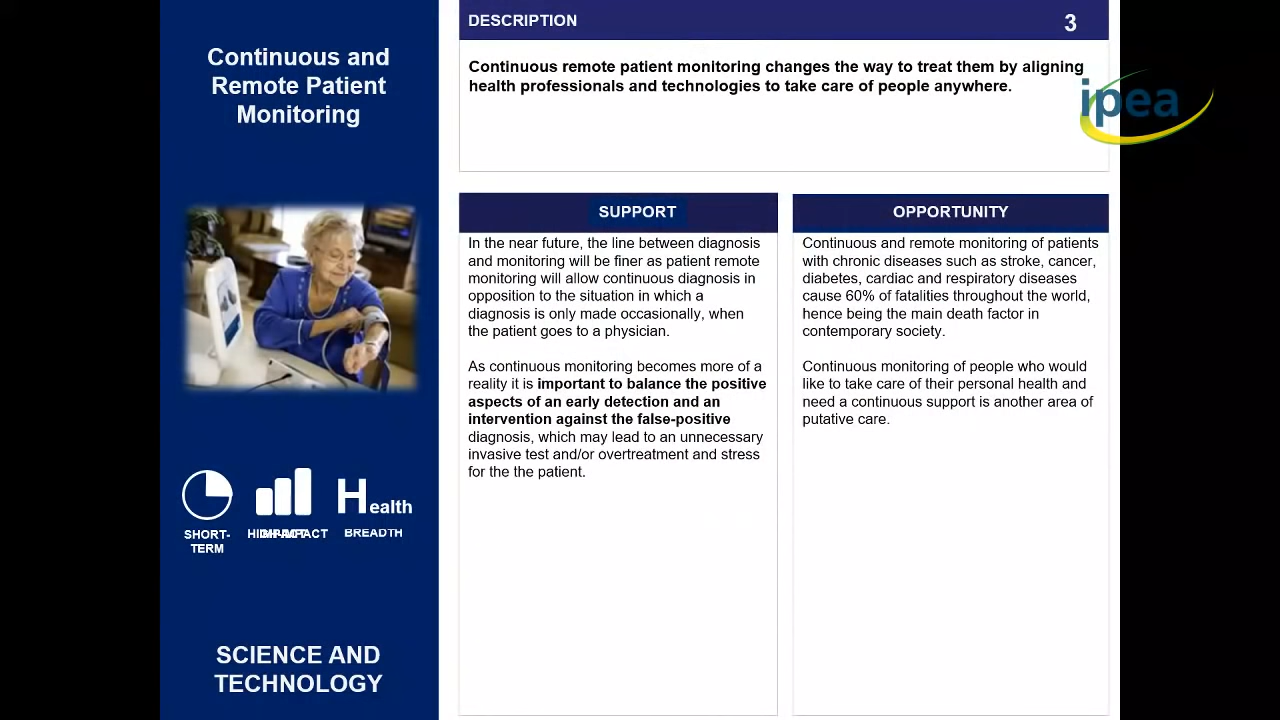 Continuous and
Remote Patient
Monitoring
SHORT-
TERM
H
ealth
BREADTH
SCIENCE AND
TECHNOLOGY
DESCRIPTION
3
Continuous remote patient monitoring changes the way to treat them by aligning
health professionals and technologies to take care of people anywhere.
ipea
SUPPORT
In the near future, the line between diagnosis
and monitoring will be finer as patient remote
monitoring will allow continuous diagnosis in
opposition to the situation in which a
diagnosis is only made occasionally, when
the patient goes to a physician.
As continuous monitoring becomes more of a
reality it is important to balance the positive
aspects of an early detection and an
intervention against the false-positive
diagnosis, which may lead to an unnecessary
invasive test and/or overtreatment and stress
for the the patient.
OPPORTUNITY
Continuous and remote monitoring of patients
with chronic diseases such as stroke, cancer,
diabetes, cardiac and respiratory diseases
cause 60% of fatalities throughout the world,
hence being the main death factor in
contemporary society.
Continuous monitoring of people who would
like to take care of their personal health and
need a continuous support is another area of
putative care.